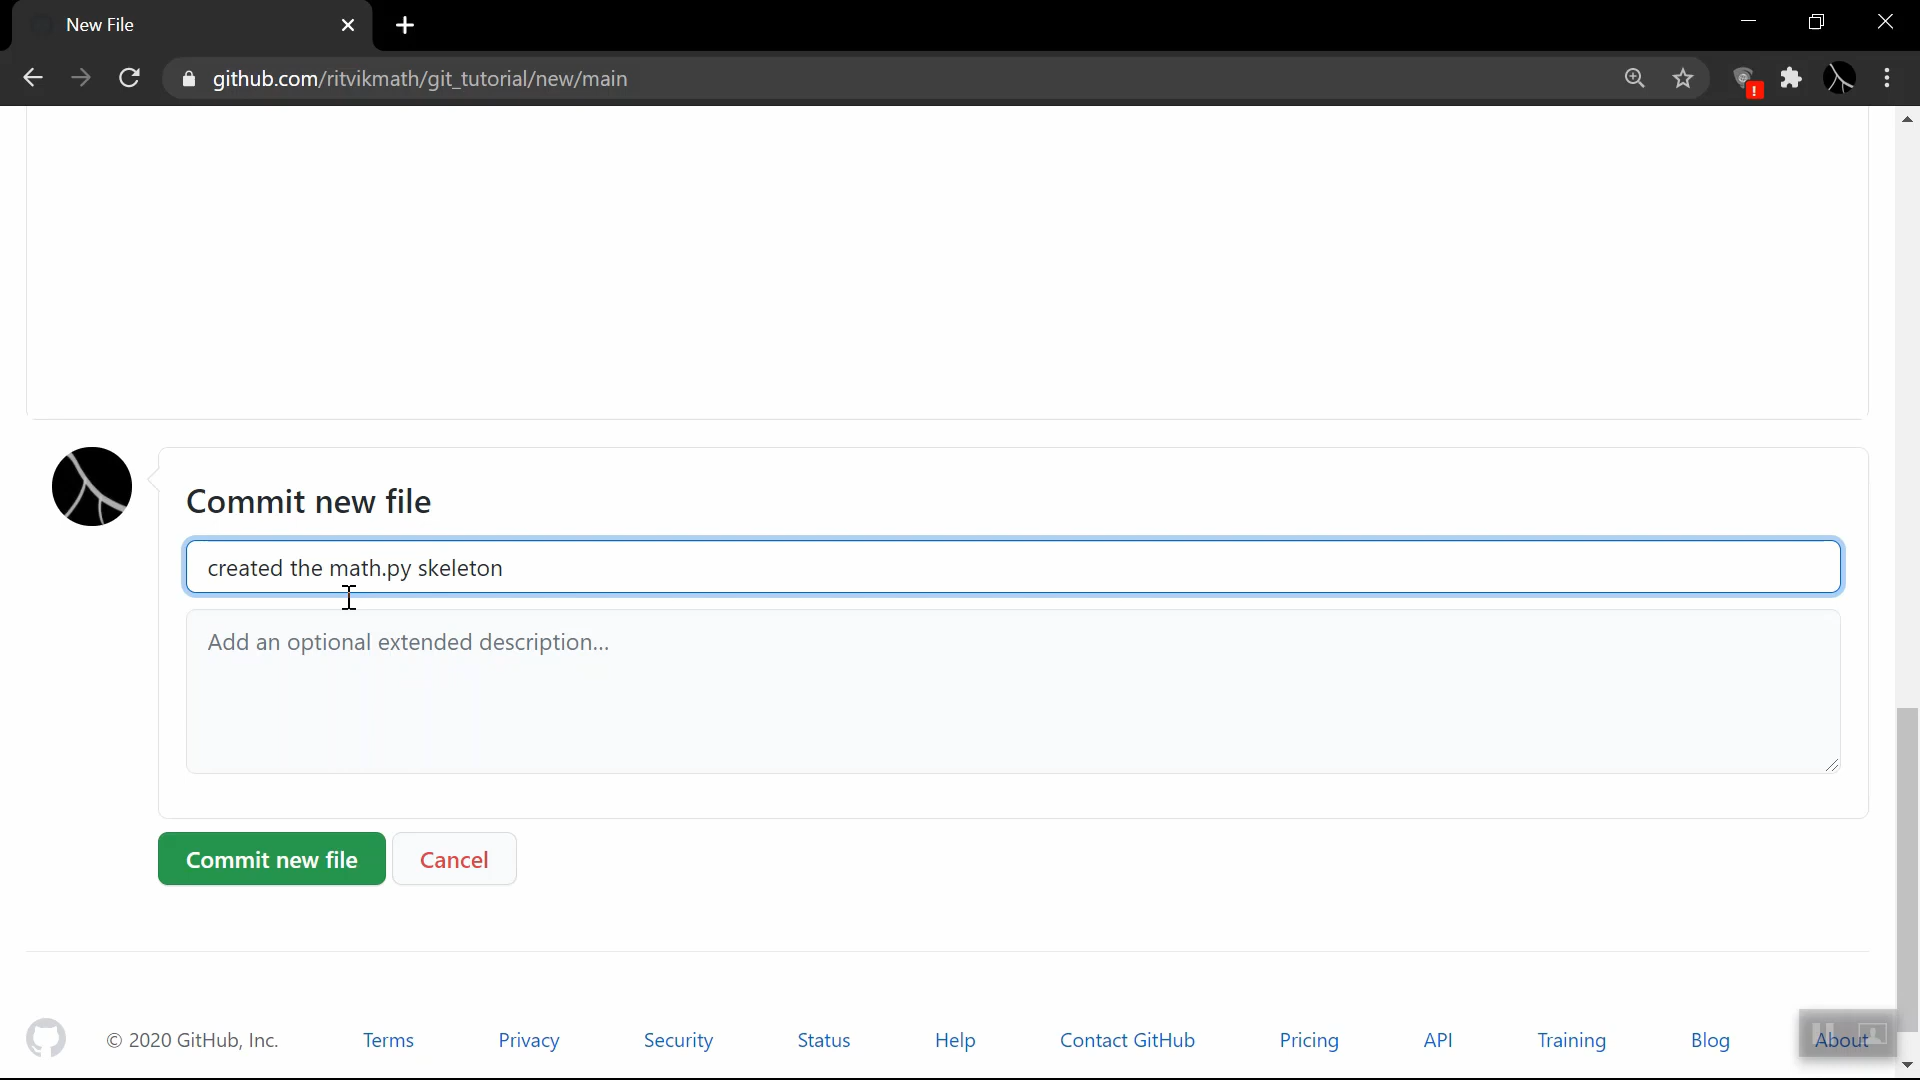 New File
github.com/ritvikmath/git_tutorial/new/main
Commit new file
created the math.py skeleton
Add an optional extended description...
Commit new file
Cancel
© 2020 GitHub, Inc.
Terms
Privacy
Security
Status
Help
Contact GitHub
Pricing
API
Training
Blog
About